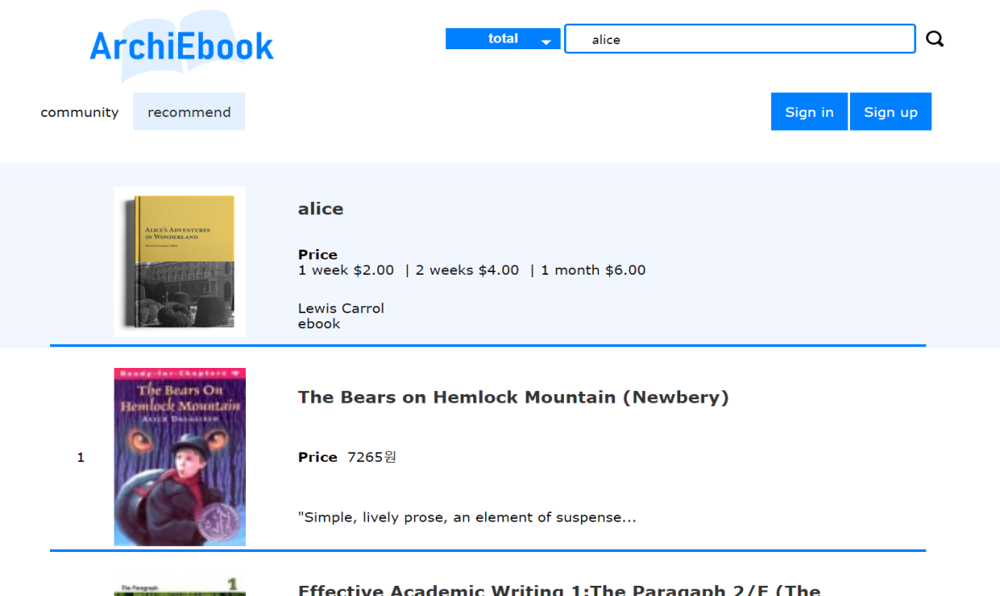 ArchiEbook
total
alice
community
recommend
Sign in
Sign up
ALICE'S ADVENTURES
IN WONDERLAND
alice
Price
1 week $2.00 | 2 weeks $4.00 | 1 month $6.00
Lewis Carrol
ebook
1
Ready-for-Chapters
The Bears On
Hemlock Mountain
ALICE DALGLIESH
The Bears on Hemlock Mountain (Newbery)
Price 7265원
"Simple, lively prose, an element of suspense...
The Paragraph
1
Effective Academic Writing 1:The Paragaph 2/E (The